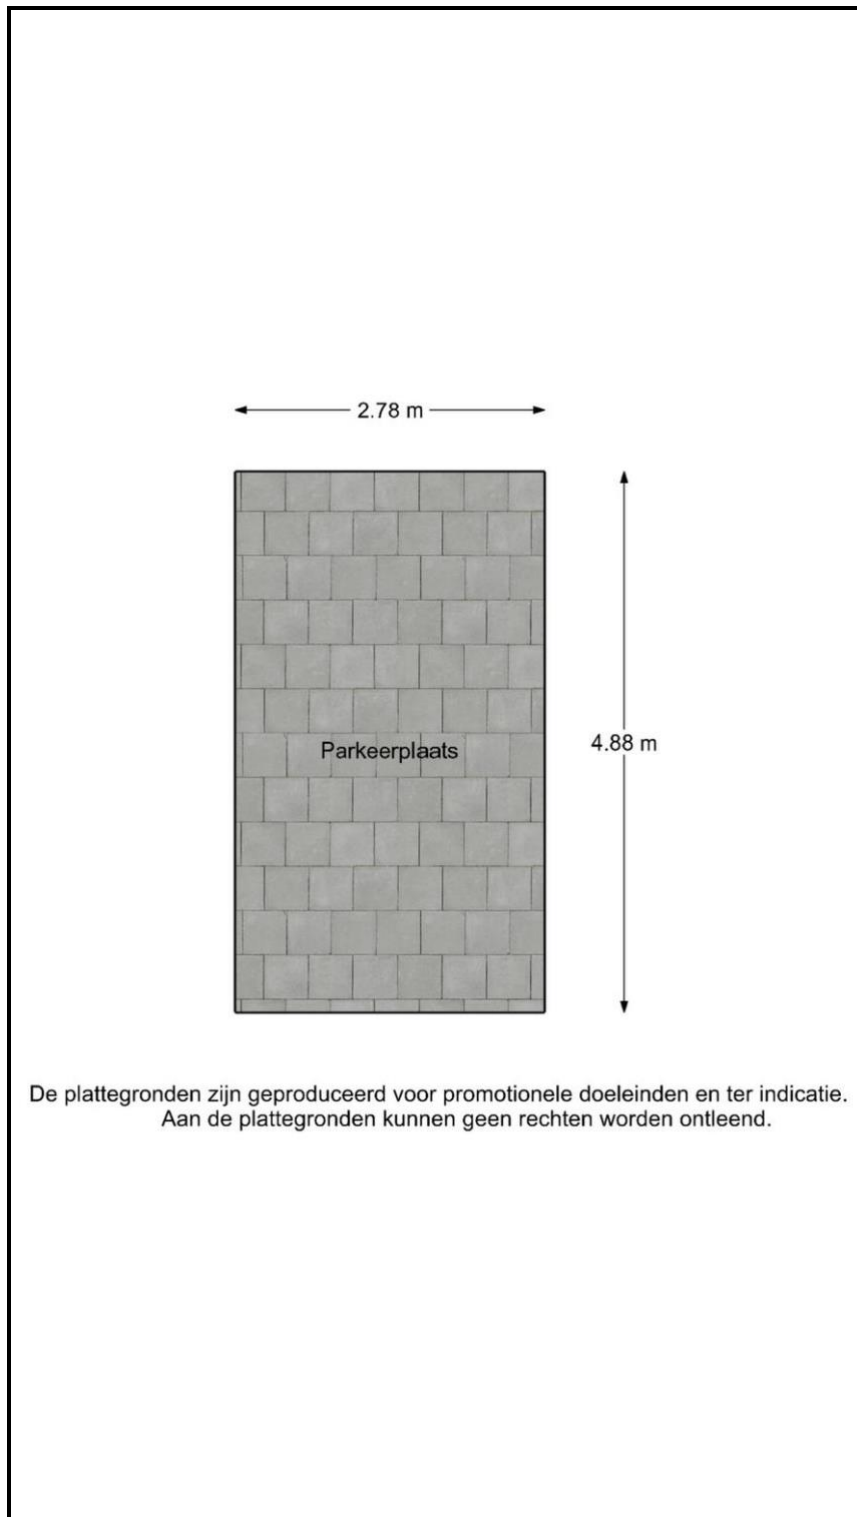 2.78 m
Parkeerplaats
4.88 m
De plattegronden zijn geproduceerd voor promotionele doeleinden en ter indicatie.
Aan de plattegronden kunnen geen rechten worden ontleend.